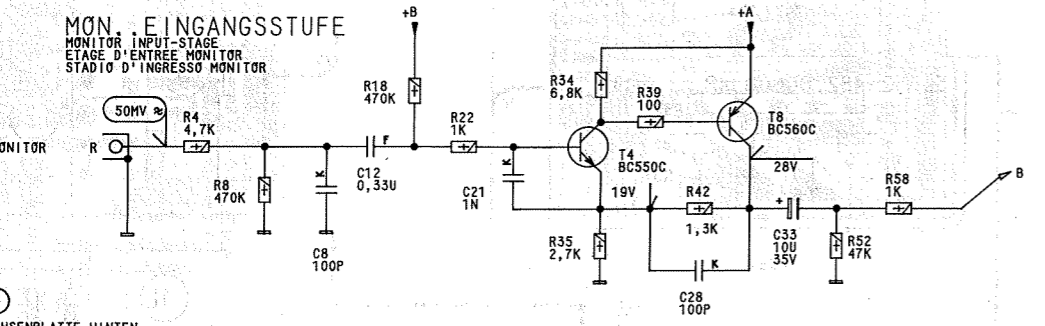 MON..EINGANGSSTUFE
MONITOR INPUT-STAGE
ETAGE D'ENTREE MONITOR
STADIO D'INGRESSO MONITOR
+B
+A
50MV ≈
R4
4,7K
MONITOR R
R8
470K
C8
100P
K
C12
0,33U
F
R18
470K
R22
1K
K
C21
1N
R34
6,8K
R39
100
T4
BC550C
T8
BC560C
28V
19V
R42
1,3K
R35
2,7K
K
C28
100P
+
C33
10U
35V
R52
47K
R58
1K
B
HINTEN